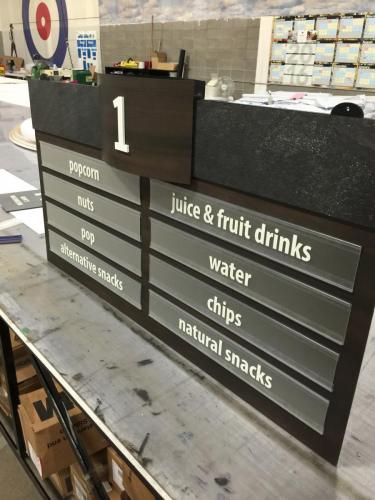 1
popcorn
nuts
pop
alternative snacks
juice & fruit drinks
water
chips
natural snacks